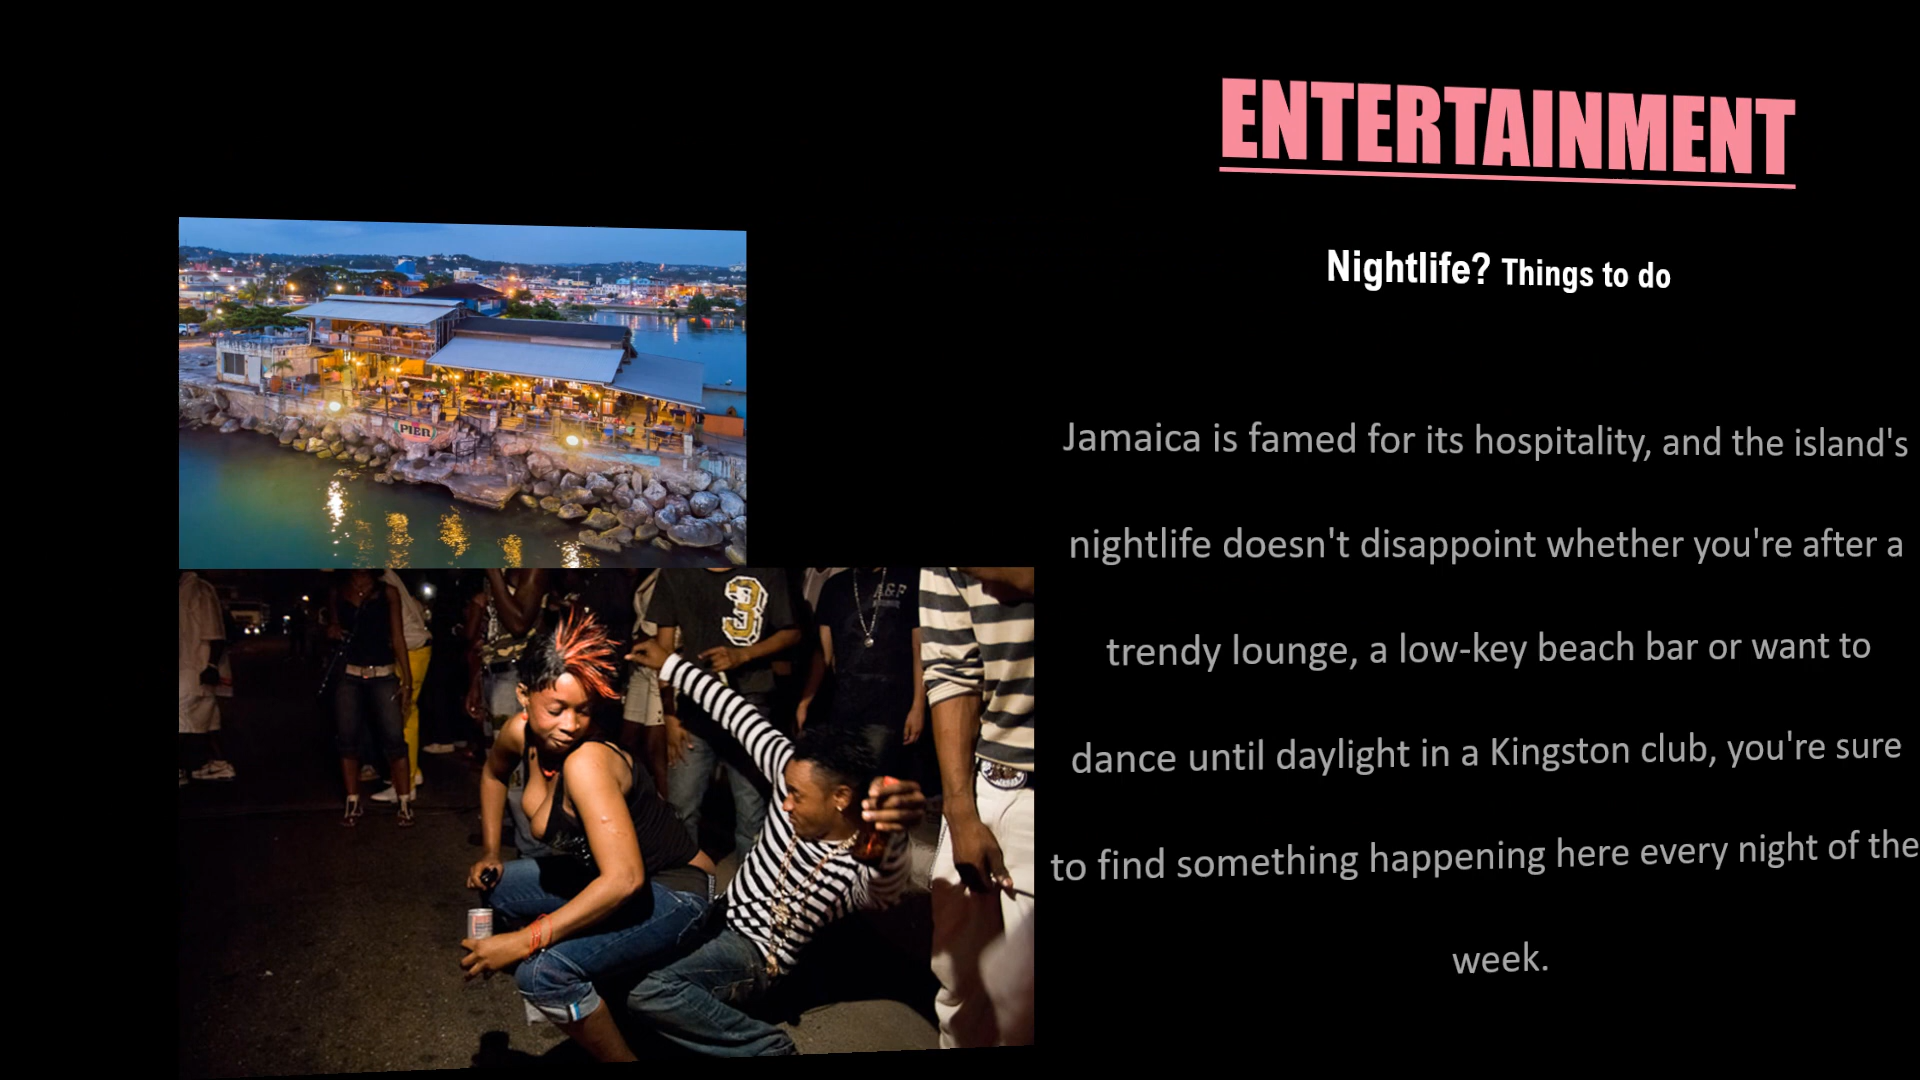 ENTERTAINMENT
Nightlife? Things to do
Jamaica is famed for its hospitality, and the island's
nightlife doesn't disappoint whether you're after a
trendy lounge, a low-key beach bar or want to
dance until daylight in a Kingston club, you're sure
to find something happening here every night of the
week.
PIER
3
A&F